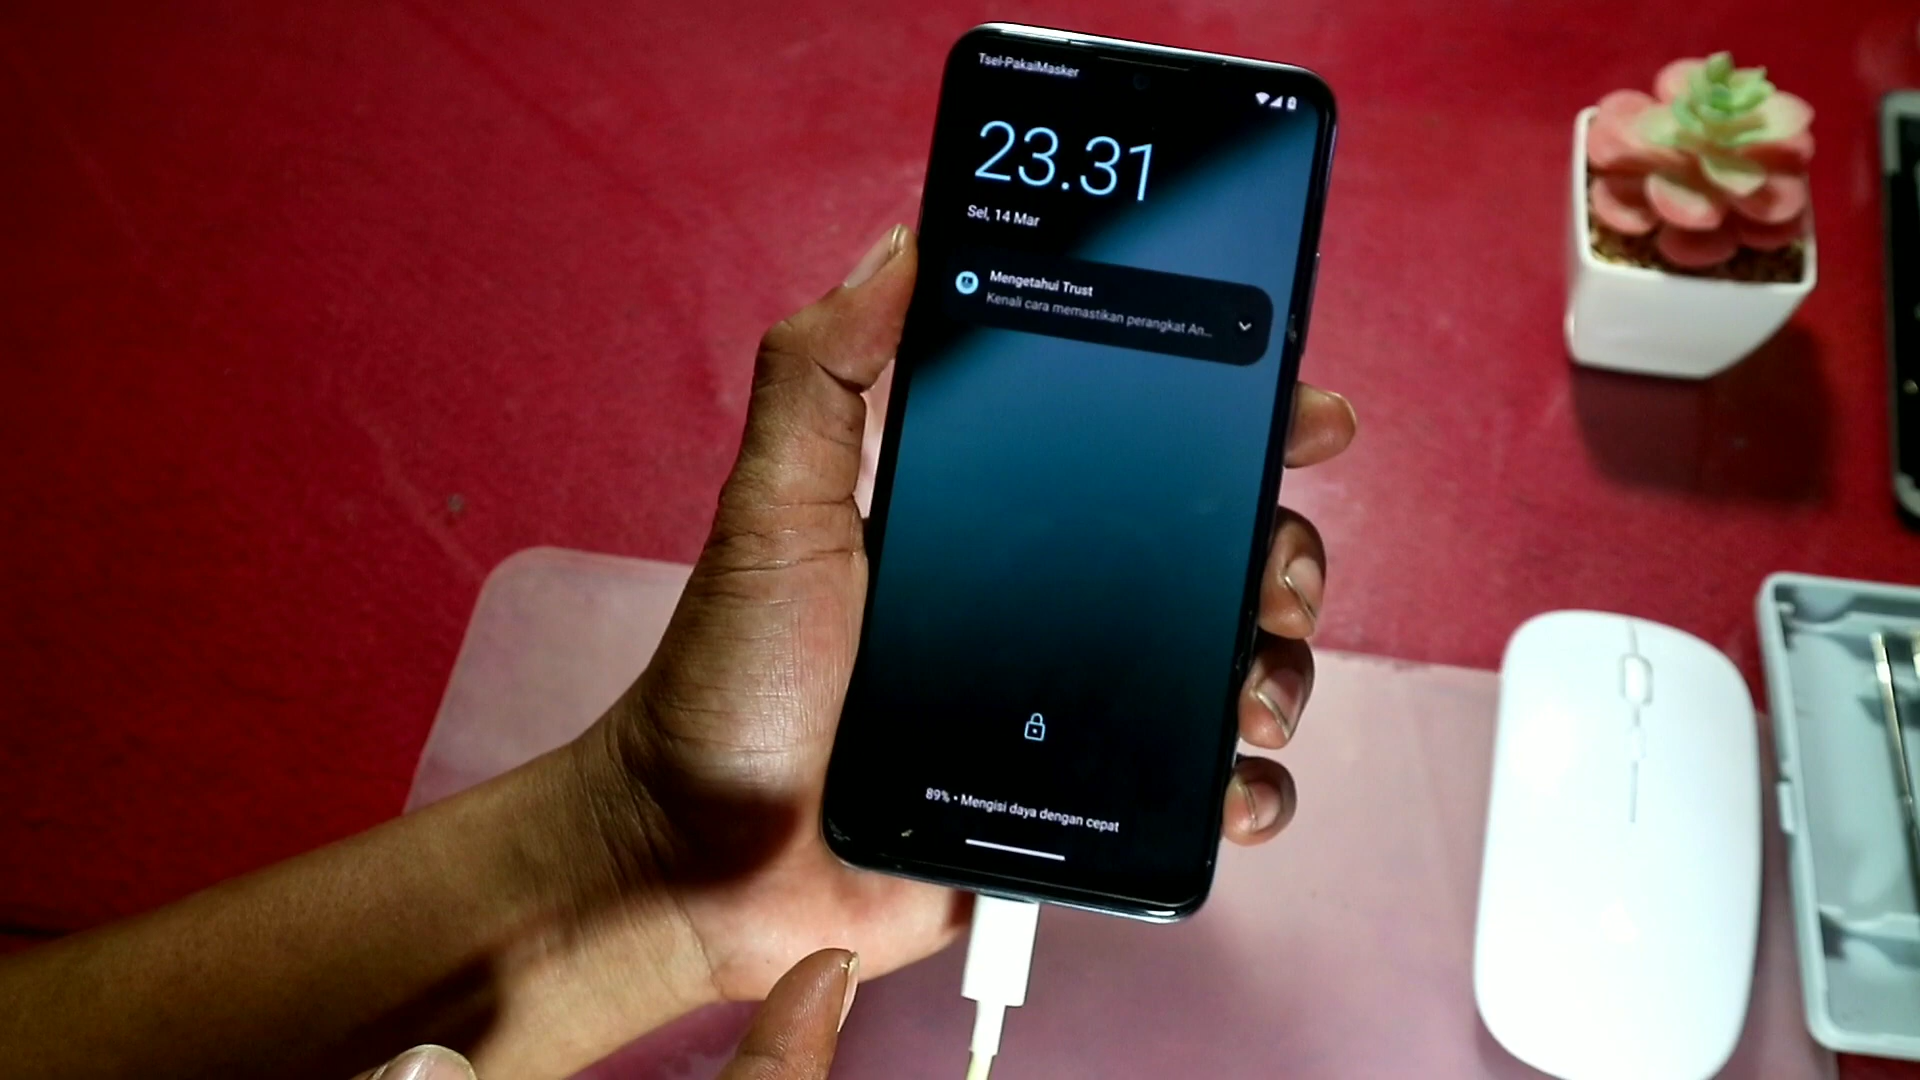 Tsel-PakaiMasker
23.31
Sel, 14 Mar
Mengetahui Trust
Kenali cara memastikan perangkat An...
89% • Mengisi daya dengan cepat